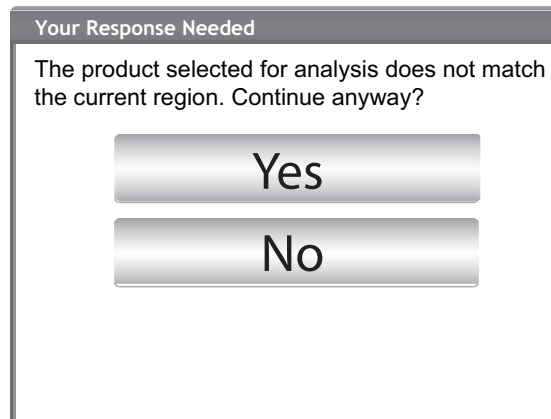 Your Response Needed
The product selected for analysis does not match
the current region. Continue anyway?
Yes
No